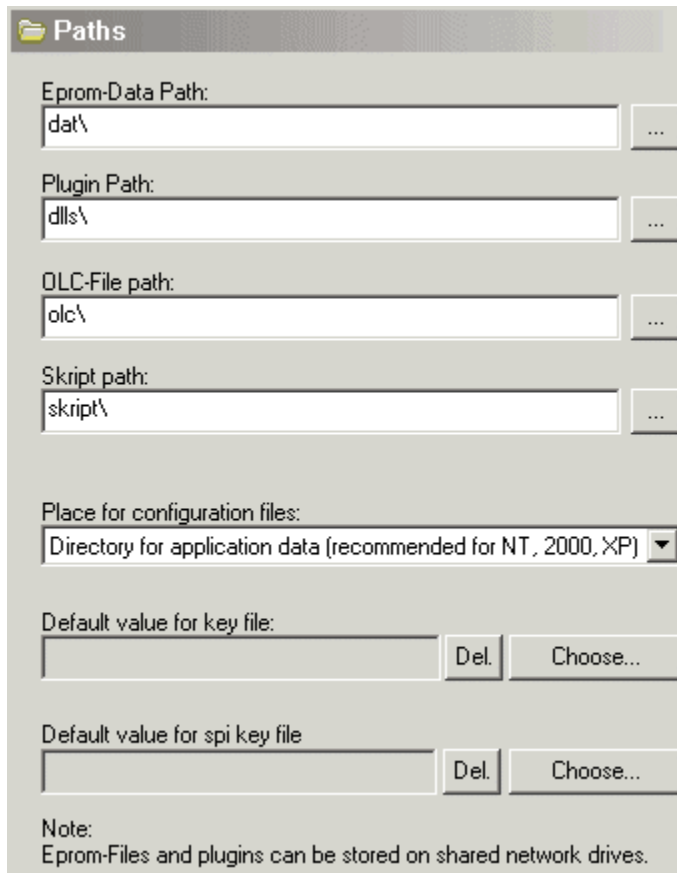 Paths
Eprom-Data Path:
dat\
...
Plugin Path:
dlls\
...
OLC-File path:
olc\
...
Skript path:
skript\
...
Place for configuration files:
Directory for application data (recommended for NT, 2000, XP)
Default value for key file:
Del. Choose...
Default value for spi key file
Del. Choose...
Note:
Eprom-Files and plugins can be stored on shared network drives.